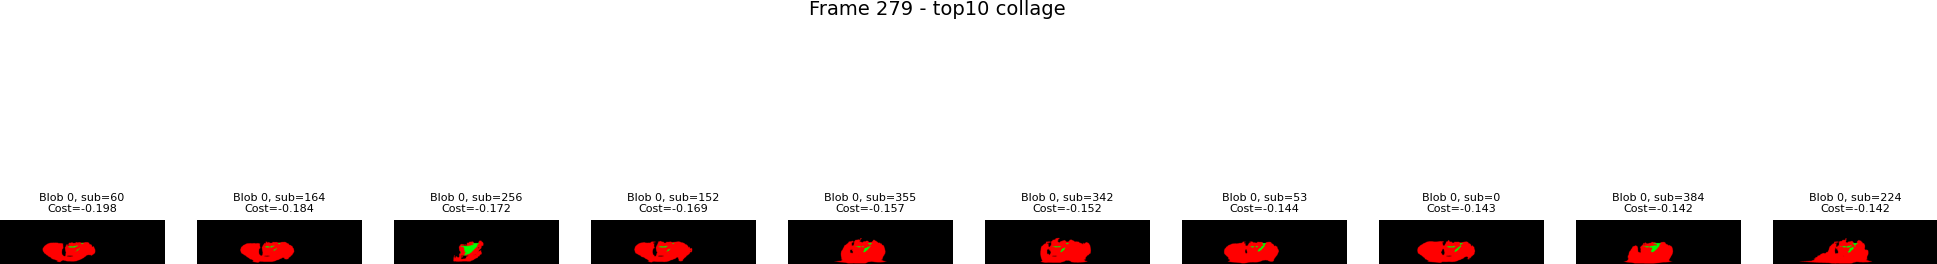 Frame 279 - top10 collage
Blob 0, sub=60
Cost=-0.198
Blob 0, sub=164
Cost=-0.184
Blob 0, sub=256
Cost=-0.172
Blob 0, sub=152
Cost=-0.169
Blob 0, sub=355
Cost=-0.157
Blob 0, sub=342
Cost=-0.152
Blob 0, sub=53
Cost=-0.144
Blob 0, sub=0
Cost=-0.143
Blob 0, sub=384
Cost=-0.142
Blob 0, sub=224
Cost=-0.142